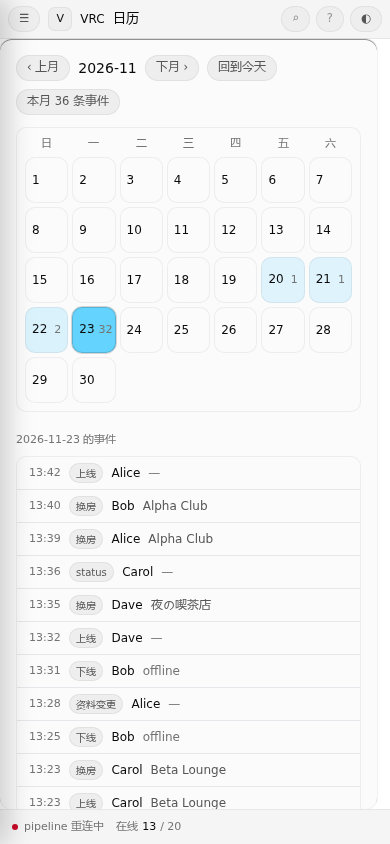 ☰ V VRC 日历 ⌕ ? ◐
‹ 上月 2026-11 下月 › 回到今天
本月 36 条事件
日 一 二 三 四 五 六
1 2 3 4 5 6 7
8 9 10 11 12 13 14
15 16 17 18 19 20 1 21 1
22 2 23 32 24 25 26 27 28
29 30
2026-11-23 的事件
13:42 上线 Alice —
13:40 换房 Bob Alpha Club
13:39 换房 Alice Alpha Club
13:36 status Carol —
13:35 换房 Dave 夜の喫茶店
13:32 上线 Dave —
13:31 下线 Bob offline
13:28 资料变更 Alice —
13:25 下线 Bob offline
13:23 换房 Carol Beta Lounge
13:23 上线 Carol Beta Lounge
pipeline 重连中 在线 13 / 20